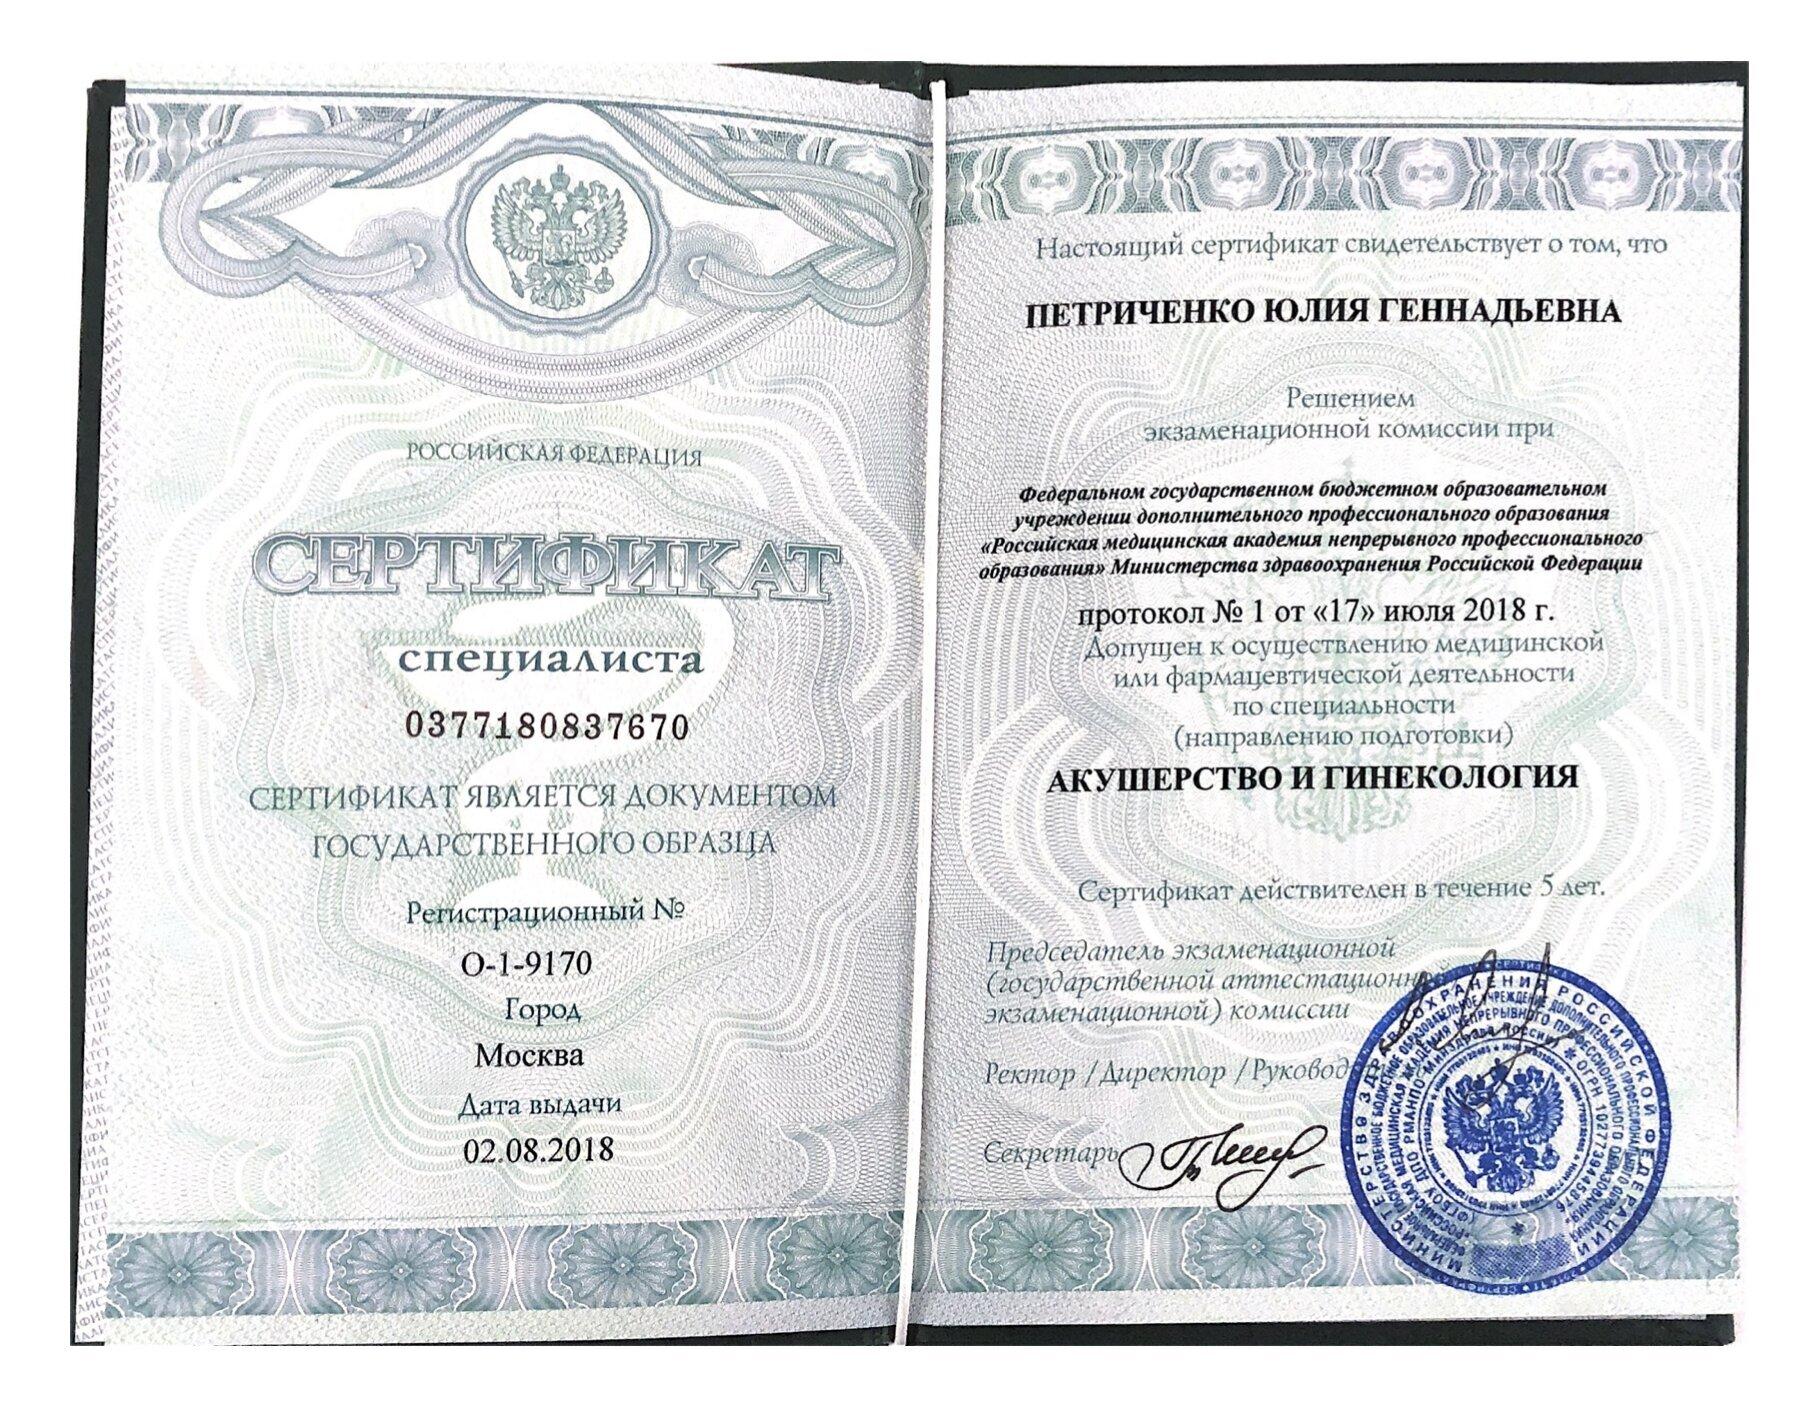 РОССИЙСКАЯ ФЕДЕРАЦИЯ
СЕРТИФИКАТ
специалиста
0377180837670
СЕРТИФИКАТ ЯВЛЯЕТСЯ ДОКУМЕНТОМ
ГОСУДАРСТВЕННОГО ОБРАЗЦА
Регистрационный №
О-1-9170
Город
Москва
Дата выдачи
02.08.2018
Настоящий сертификат свидетельствует о том, что
ПЕТРИЧЕНКО ЮЛИЯ ГЕННАДЬЕВНА
Решением
экзаменационной комиссии при
Федеральном государственном бюджетном образовательном
учреждении дополнительного профессионального образования
«Российская медицинская академия непрерывного профессионального
образования» Министерства здравоохранения Российской Федерации
протокол № 1 от «17» июля 2018 г.
Допущен к осуществлению медицинской
или фармацевтической деятельности
по специальности
(направлению подготовки)
АКУШЕРСТВО И ГИНЕКОЛОГИЯ
Сертификат действителен в течение 5 лет.
Председатель экзаменационной
(государственной аттестационной
экзаменационной) комиссии
Ректор / Директор /
Секретарь
МИНИСТЕРСТВО ЗДРАВООХРАНЕНИЯ РОССИЙСКОЙ ФЕДЕРАЦИИ